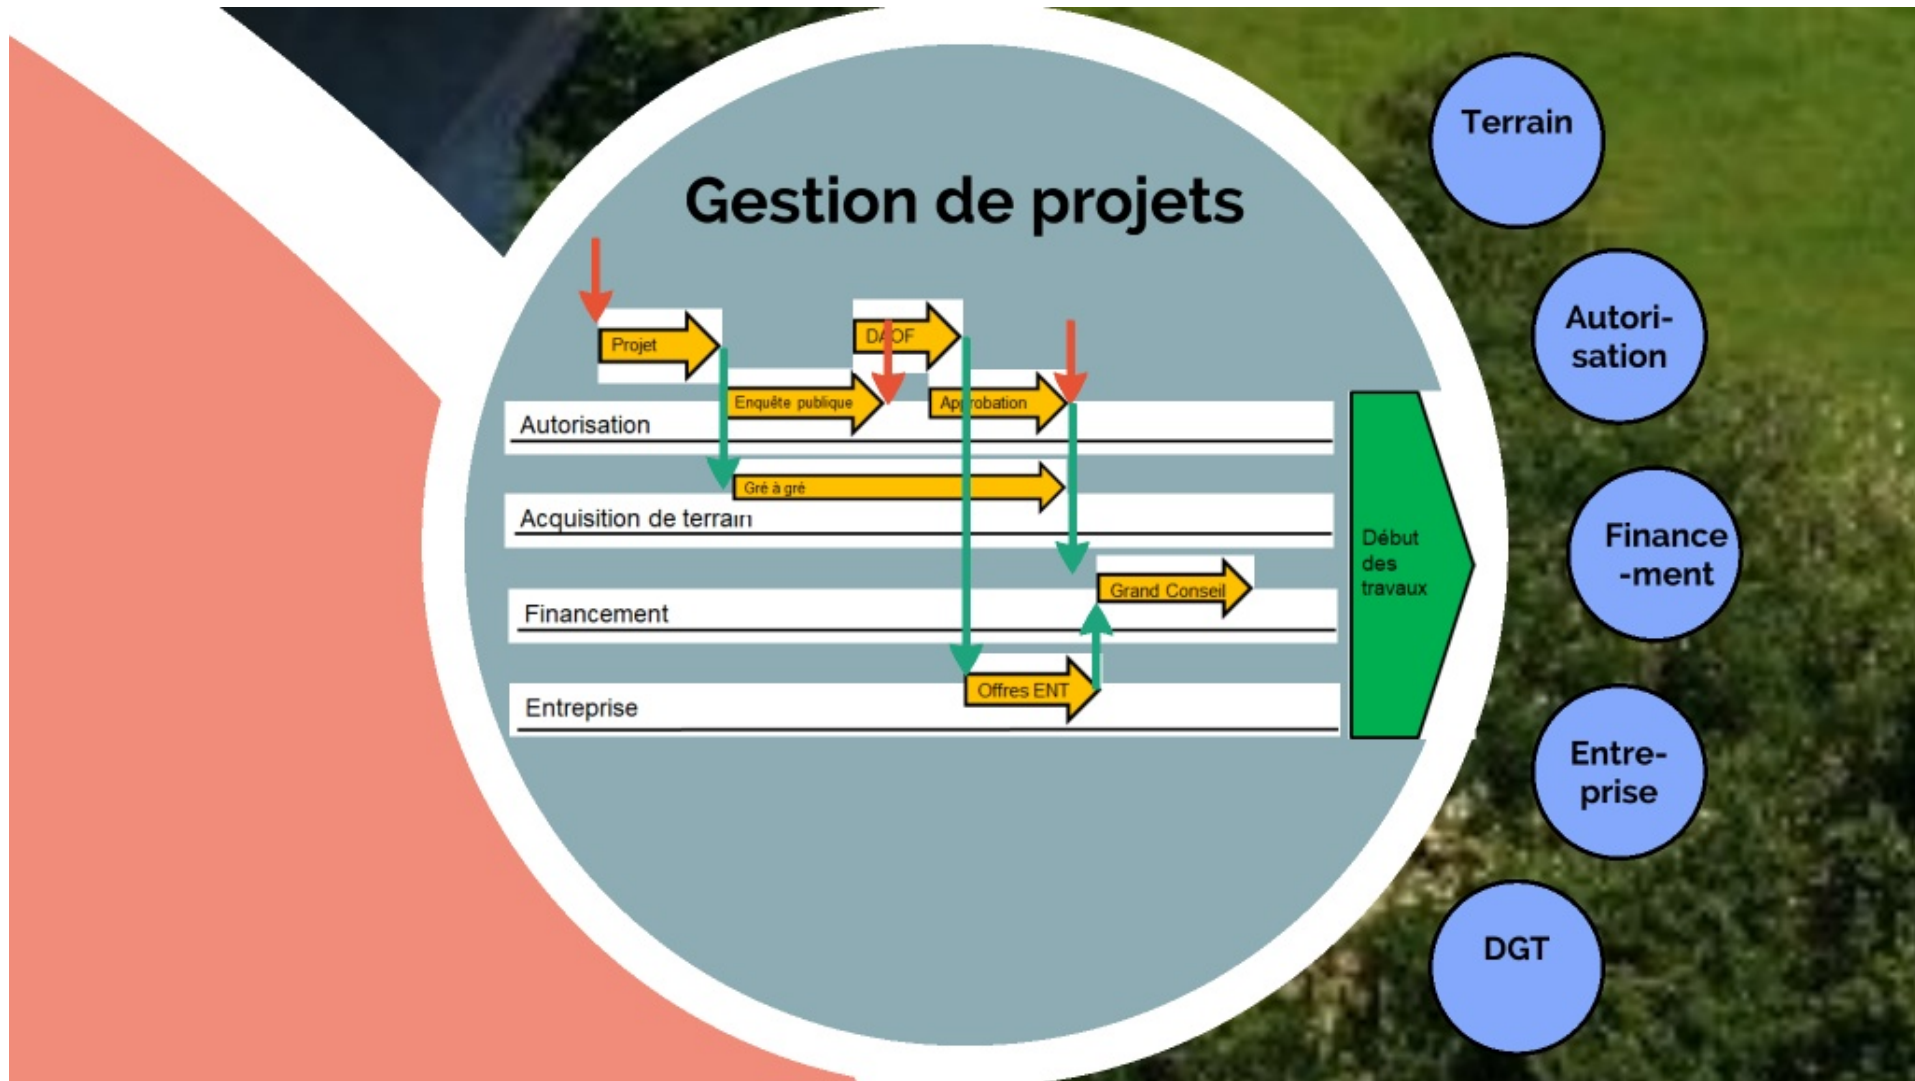 Gestion de projets
Projet
DAOF
Enquête publique
Approbation
Autorisation
Gré à gré
Acquisition de terrain
Grand Conseil
Financement
Offres ENT
Entreprise
Début
des
travaux
Terrain
Autori-
sation
Finance
-ment
Entre-
prise
DGT